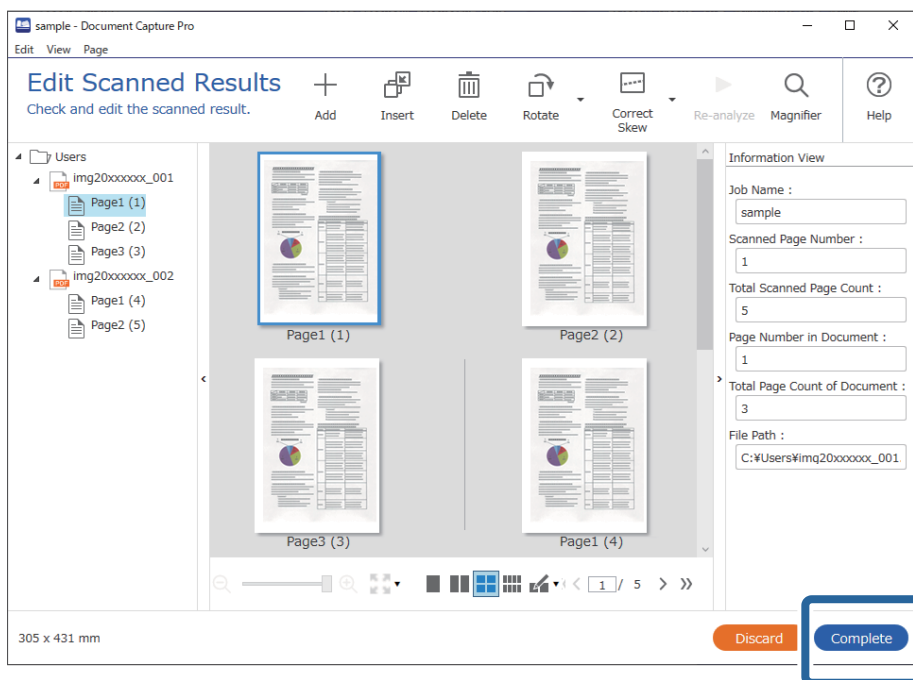 sample - Document Capture Pro
Edit View Page
Edit Scanned Results
Check and edit the scanned result.
Add
Insert
Delete
Rotate
Correct
Skew
Re-analyze
Magnifier
Help
Users
img20xxxxxx_001
Page1 (1)
Page2 (2)
Page3 (3)
img20xxxxxx_002
Page1 (4)
Page2 (5)
Page1 (1)
Page2 (2)
Page3 (3)
Page1 (4)
1 / 5
Information View
Job Name :
sample
Scanned Page Number :
1
Total Scanned Page Count :
5
Page Number in Document :
1
Total Page Count of Document :
3
File Path :
C:¥Users¥img20xxxxxx_001
305 x 431 mm
Discard
Complete